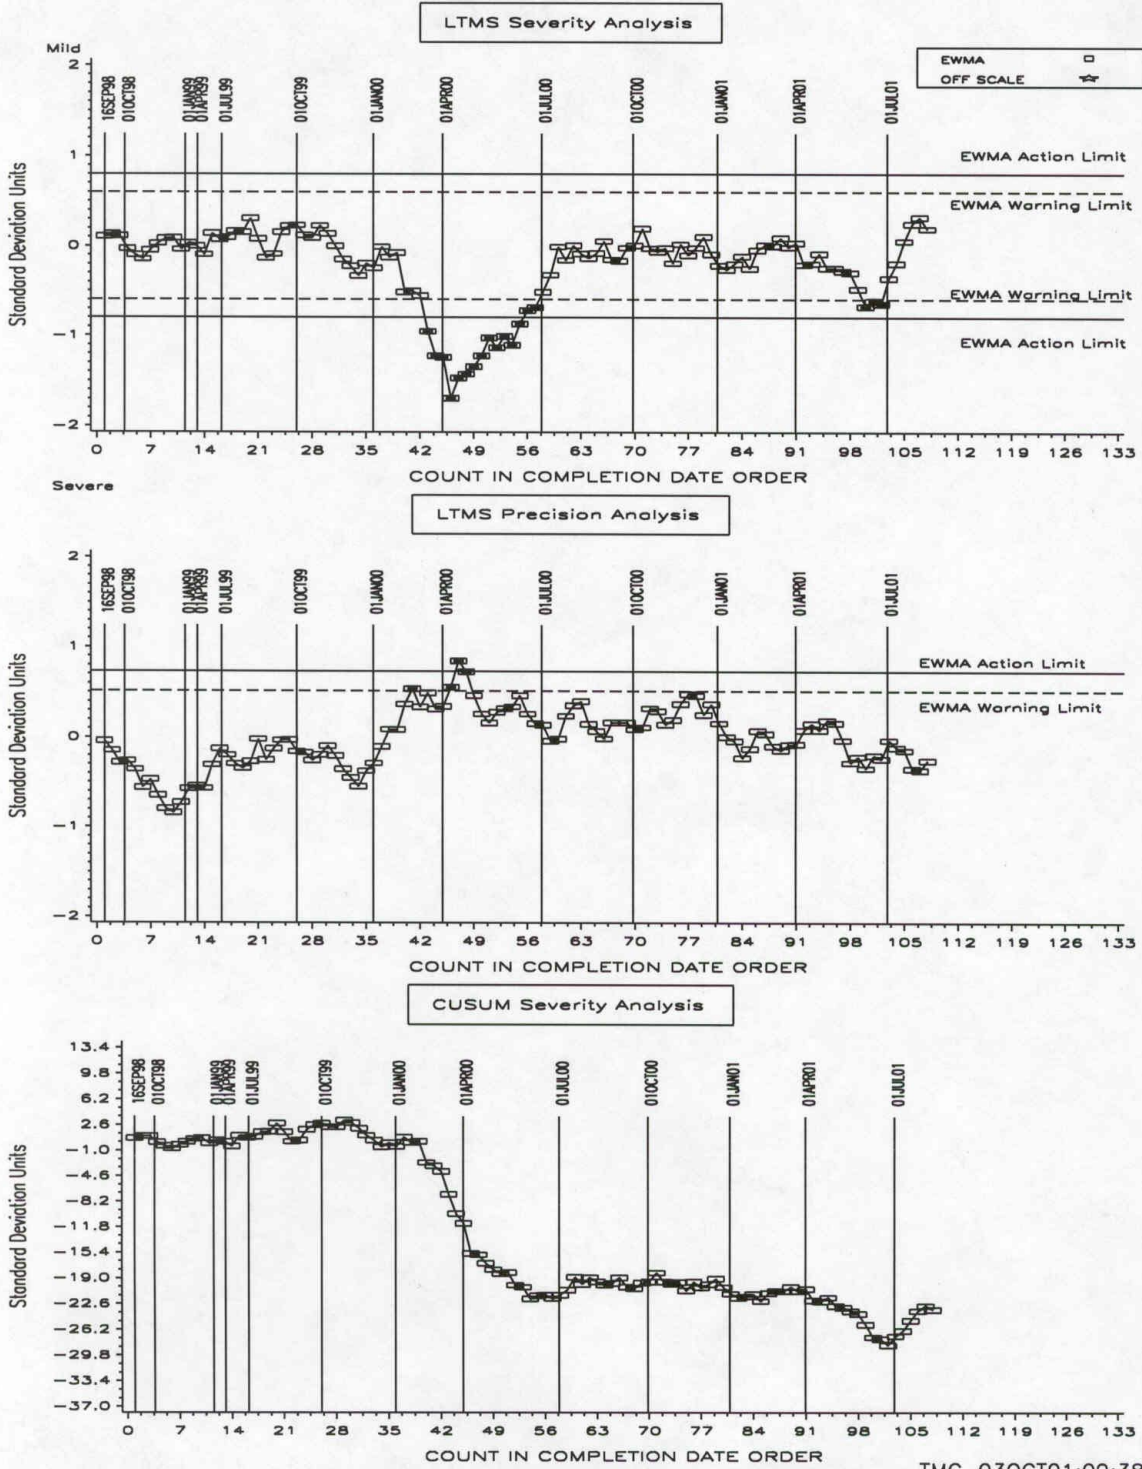 LTMS Severity Analysis
Mild
EWMA
OFF SCALE
16SEP98 01OCT98 01JAN99 01APR99 01JUL99 01OCT99 01JAN00 01APR00 01JUL00 01OCT00 01JAN01 01APR01 01JUL01
Standard Deviation Units
2
1
0
-1
-2
EWMA Action Limit
EWMA Warning Limit
EWMA Warning Limit
EWMA Action Limit
0 7 14 21 28 35 42 49 56 63 70 77 84 91 98 105 112 119 126 133
COUNT IN COMPLETION DATE ORDER
Severe
LTMS Precision Analysis
16SEP98 01OCT98 01JAN99 01APR99 01JUL99 01OCT99 01JAN00 01APR00 01JUL00 01OCT00 01JAN01 01APR01 01JUL01
Standard Deviation Units
2
1
0
-1
-2
EWMA Action Limit
EWMA Warning Limit
0 7 14 21 28 35 42 49 56 63 70 77 84 91 98 105 112 119 126 133
COUNT IN COMPLETION DATE ORDER
CUSUM Severity Analysis
16SEP98 01OCT98 01JAN99 01APR99 01JUL99 01OCT99 01JAN00 01APR00 01JUL00 01OCT00 01JAN01 01APR01 01JUL01
Standard Deviation Units
13.4
9.8
6.2
2.6
-1.0
-4.6
-8.2
-11.8
-15.4
-19.0
-22.6
-26.2
-29.8
-33.4
-37.0
0 7 14 21 28 35 42 49 56 63 70 77 84 91 98 105 112 119 126 133
COUNT IN COMPLETION DATE ORDER
TMC 03OCT01:09:38